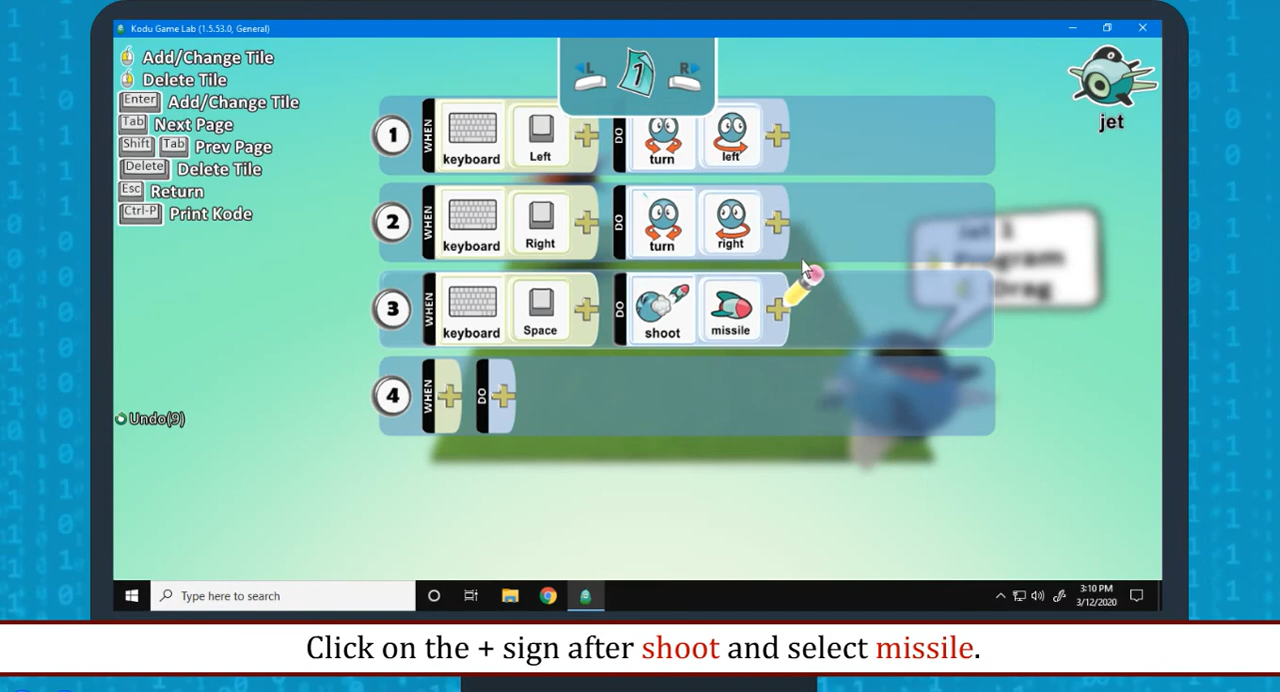 Kodu Game Lab (1.5.53.0, General)
Add/Change Tile
Delete Tile
Enter Add/Change Tile
Tab Next Page
Shift Tab Prev Page
Delete Delete Tile
Esc Return
Ctrl-P Print Kode
L 1 R
jet
1 WHEN keyboard Left DO turn left
2 WHEN keyboard Right DO turn right
3 WHEN keyboard Space DO shoot missile
4 WHEN DO
Jet 1
Program
Drag
Undo(9)
Type here to search
3:10 PM
3/12/2020
Click on the + sign after shoot and select missile.